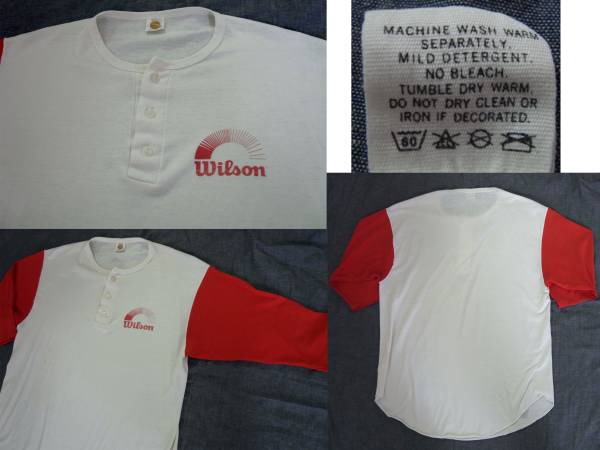 Wilson
MACHINE WASH WARM
SEPARATELY.
MILD DETERGENT.
NO BLEACH.
TUMBLE DRY WARM.
DO NOT DRY CLEAN OR
IRON IF DECORATED.
60
Wilson